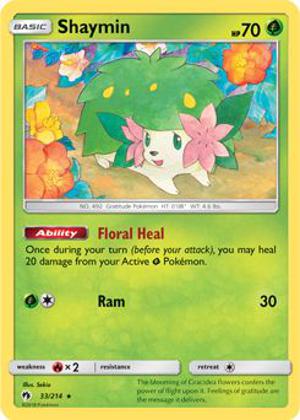 BASIC Shaymin HP70
NO. 492 Gratitude Pokémon HT: 0'08" WT: 4.6 lbs.
Ability Floral Heal
Once during your turn (before your attack), you may heal
20 damage from your Active Pokémon.
Ram 30
weakness ×2 resistance retreat
Illus. Sekio
33/214
©2018 Pokémon
The blooming of Gracidea flowers confers
the power of flight upon it. Feelings of gratitude
are the message it delivers.